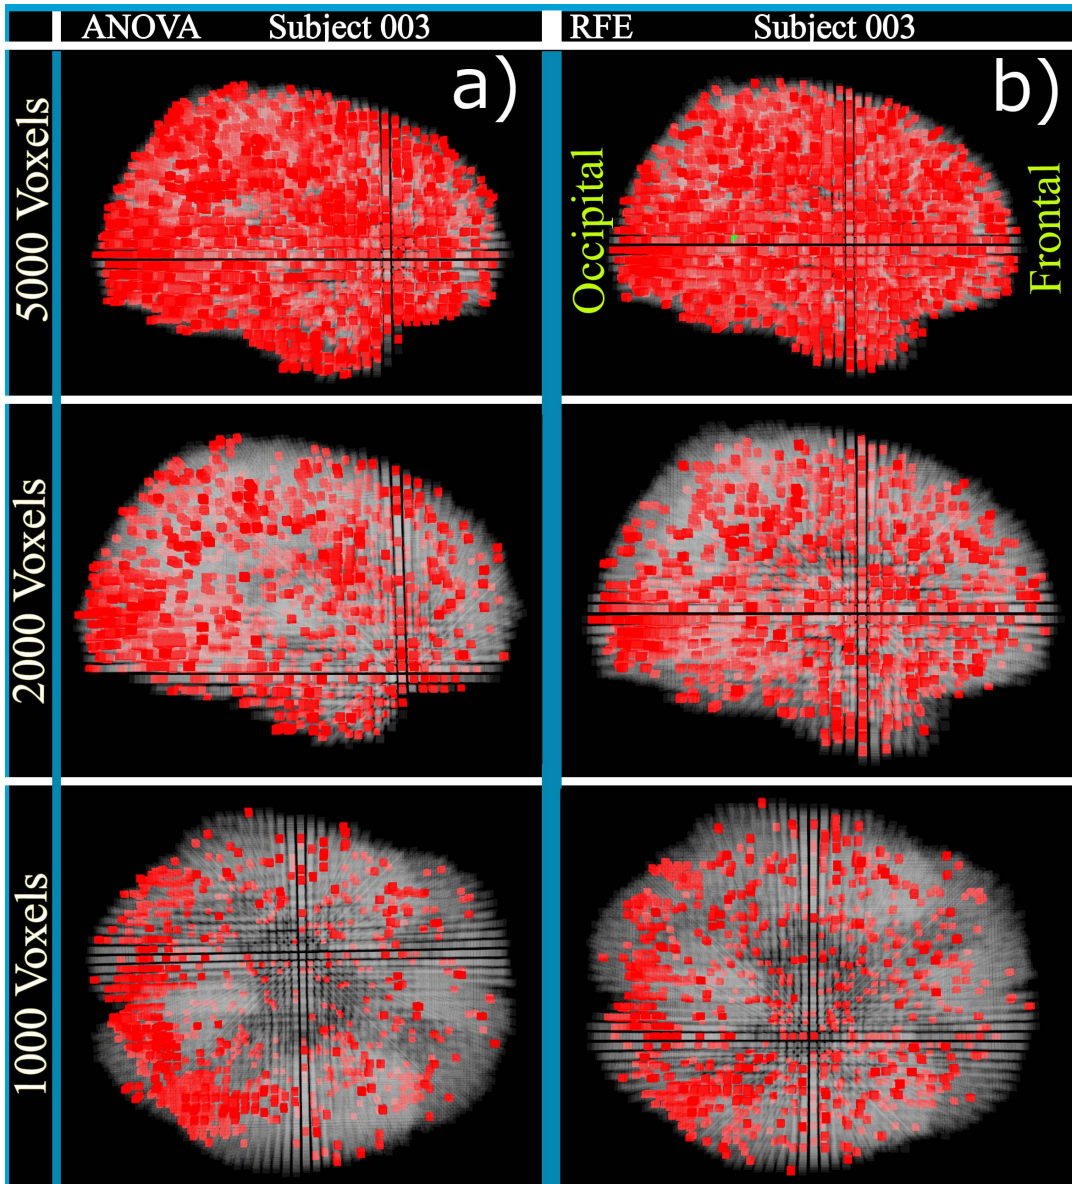 ANOVA Subject 003
RFE Subject 003
a)
b)
5000 Voxels
Occipital
Frontal
2000 Voxels
1000 Voxels